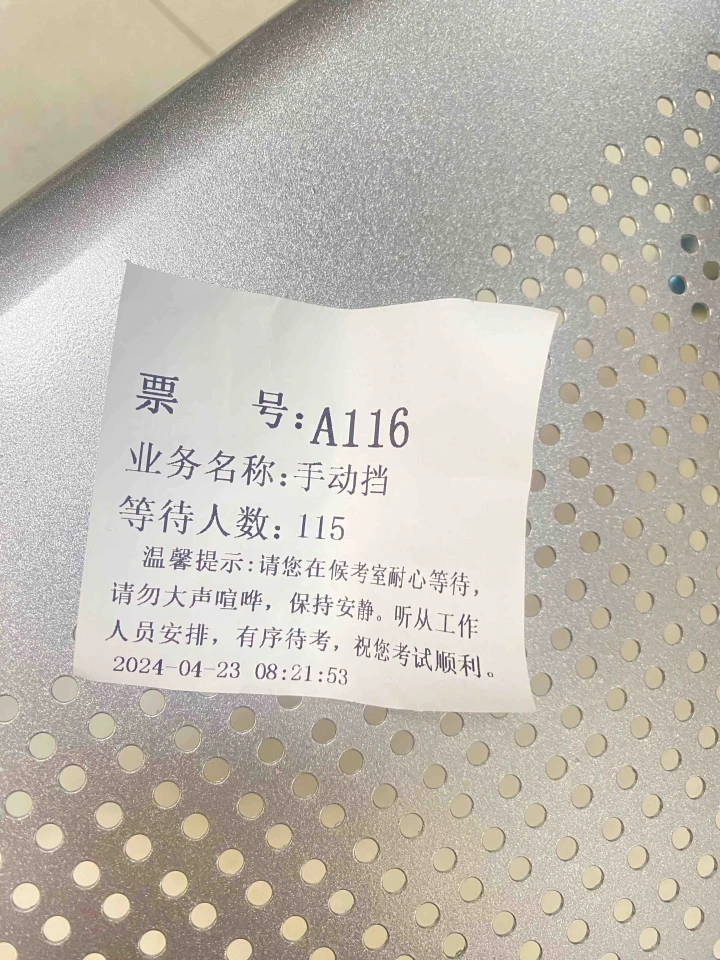 票 号:A116
业务名称:手动挡
等待人数:115
温馨提示:请您在候考室耐心等待,
请勿大声喧哗，保持安静。听从工作
人员安排，有序待考，祝您考试顺利。
2024-04-23 08:21:53